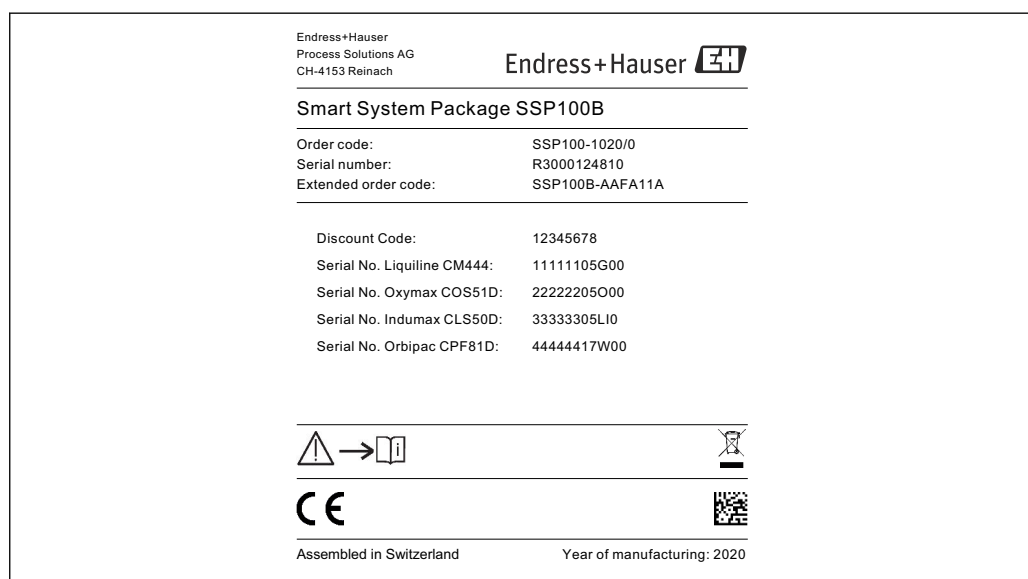 Endress+Hauser
Process Solutions AG
CH-4153 Reinach
Endress+Hauser EH
Smart System Package SSP100B
Order code: SSP100-1020/0
Serial number: R3000124810
Extended order code: SSP100B-AAFA11A
Discount Code: 12345678
Serial No. Liquiline CM444: 11111105G00
Serial No. Oxymax COS51D: 22222205O00
Serial No. Indumax CLS50D: 33333305LI0
Serial No. Orbipac CPF81D: 44444417W00
i
CE
Assembled in Switzerland Year of manufacturing: 2020